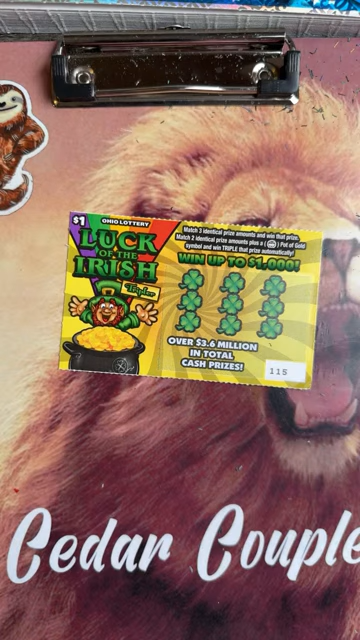 $1
OHIO LOTTERY
LUCK
OF THE
IRISH
Tripler
Match 3 identical prize amounts and win that prize.
Match 2 identical prize amounts plus a ( ) Pot of Gold
symbol and win TRIPLE that prize automatically!
WIN UP TO $1,000!
OVER $3.6 MILLION
IN TOTAL
CASH PRIZES!
115
Cedar Couple